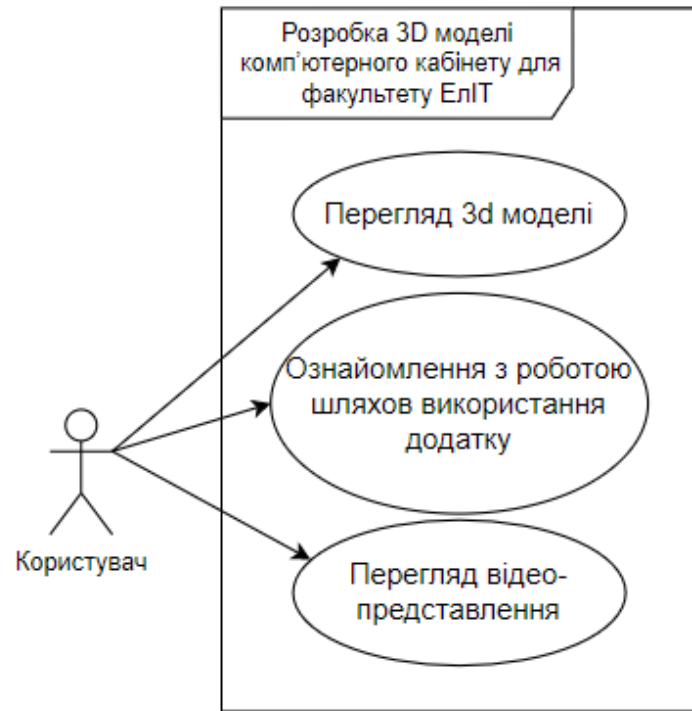 Розробка 3D моделі
комп'ютерного кабінету для
факультету ЕлІТ
Перегляд 3d моделі
Ознайомлення з роботою
шляхов використання
додатку
Перегляд відео-
представлення
Користувач